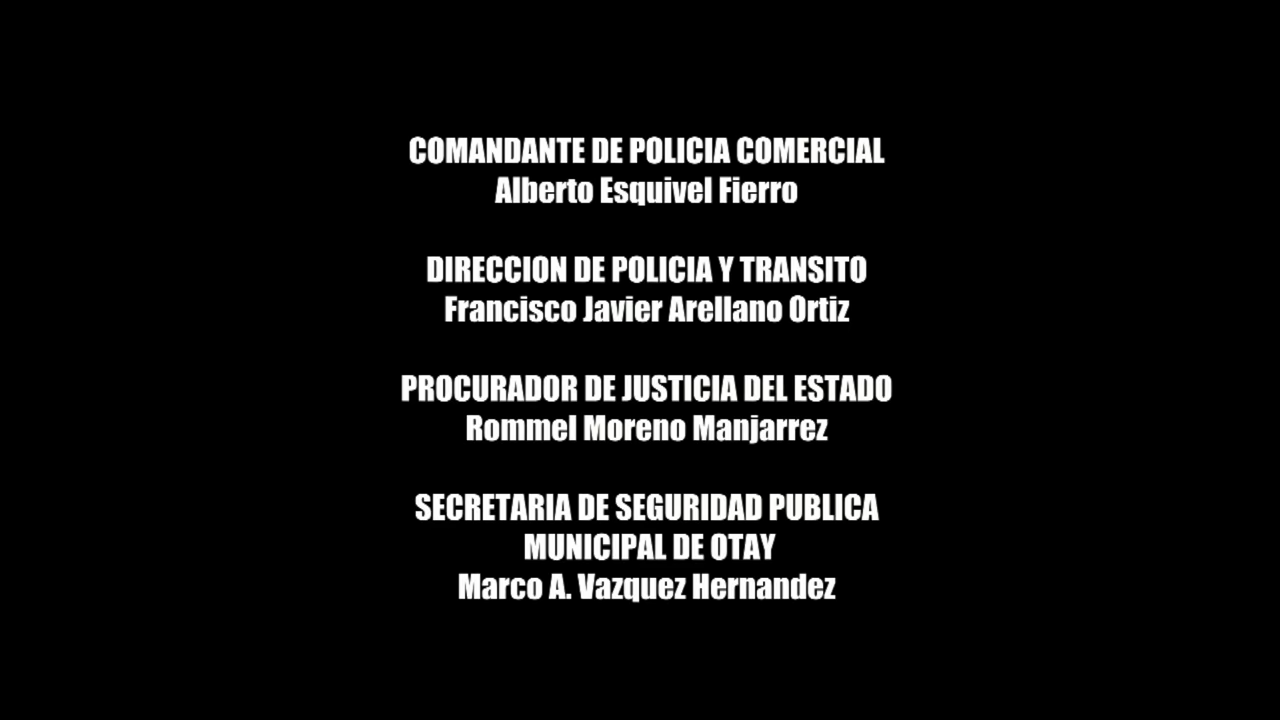 COMANDANTE DE POLICIA COMERCIAL
Alberto Esquivel Fierro
DIRECCION DE POLICIA Y TRANSITO
Francisco Javier Arellano Ortiz
PROCURADOR DE JUSTICIA DEL ESTADO
Rommel Moreno Manjarrez
SECRETARIA DE SEGURIDAD PUBLICA
MUNICIPAL DE OTAY
Marco A. Vazquez Hernandez